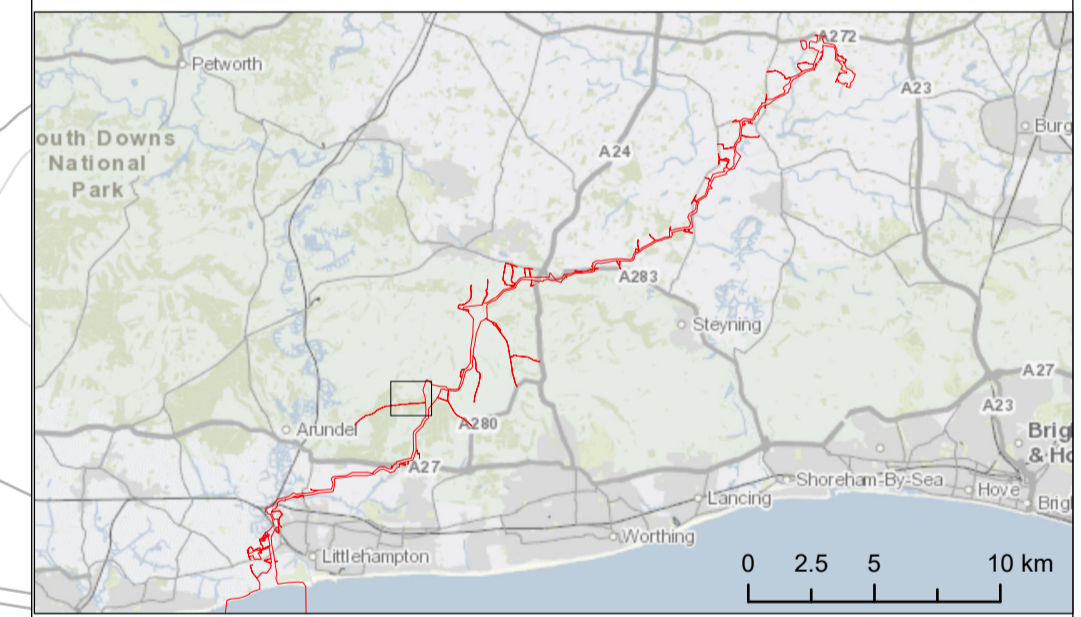 A272
Petworth
A23
Burg
outh Downs
National
Park
A24
A283
Steyning
A27
A23
Arundel
A280
Brig
& Ho
A27
Shoreham-By-Sea
Hove
Lancing
Brig
Worthing
Littlehampton
0 2.5 5 10 km